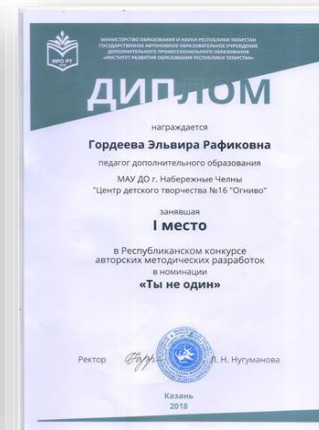 ИРО РТ
МИНИСТЕРСТВО ОБРАЗОВАНИЯ И НАУКИ РЕСПУБЛИКИ ТАТАРСТАН
ГОСУДАРСТВЕННОЕ АВТОНОМНОЕ ОБРАЗОВАТЕЛЬНОЕ УЧРЕЖДЕНИЕ
ДОПОЛНИТЕЛЬНОГО ПРОФЕССИОНАЛЬНОГО ОБРАЗОВАНИЯ
«ИНСТИТУТ РАЗВИТИЯ ОБРАЗОВАНИЯ РЕСПУБЛИКИ ТАТАРСТАН»
ДИПЛОМ
награждается
Гордеева Эльвира Рафиковна
педагог дополнительного образования
МАУ ДО г. Набережные Челны
"Центр детского творчества №16 "Огниво"
занявшая
I место
в Республиканском конкурсе
авторских методических разработок
в номинации
«Ты не один»
Ректор
Л. Н. Нугуманова
Казань
2018